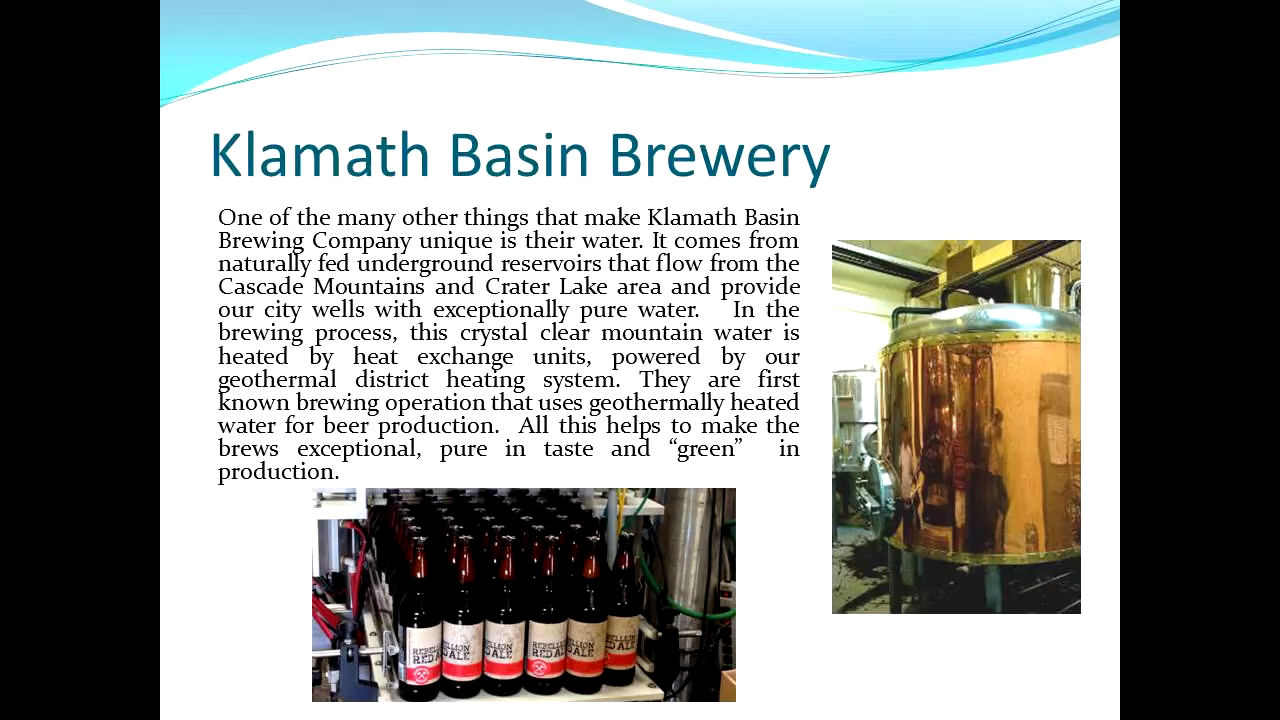 Klamath Basin Brewery
One of the many other things that make Klamath Basin
Brewing Company unique is their water. It comes from
naturally fed underground reservoirs that flow from the
Cascade Mountains and Crater Lake area and provide
our city wells with exceptionally pure water. In the
brewing process, this crystal clear mountain water is
heated by heat exchange units, powered by our
geothermal district heating system. They are first
known brewing operation that uses geothermally heated
water for beer production. All this helps to make the
brews exceptional, pure in taste and “green” in
production.
REBELLION
RED ALE